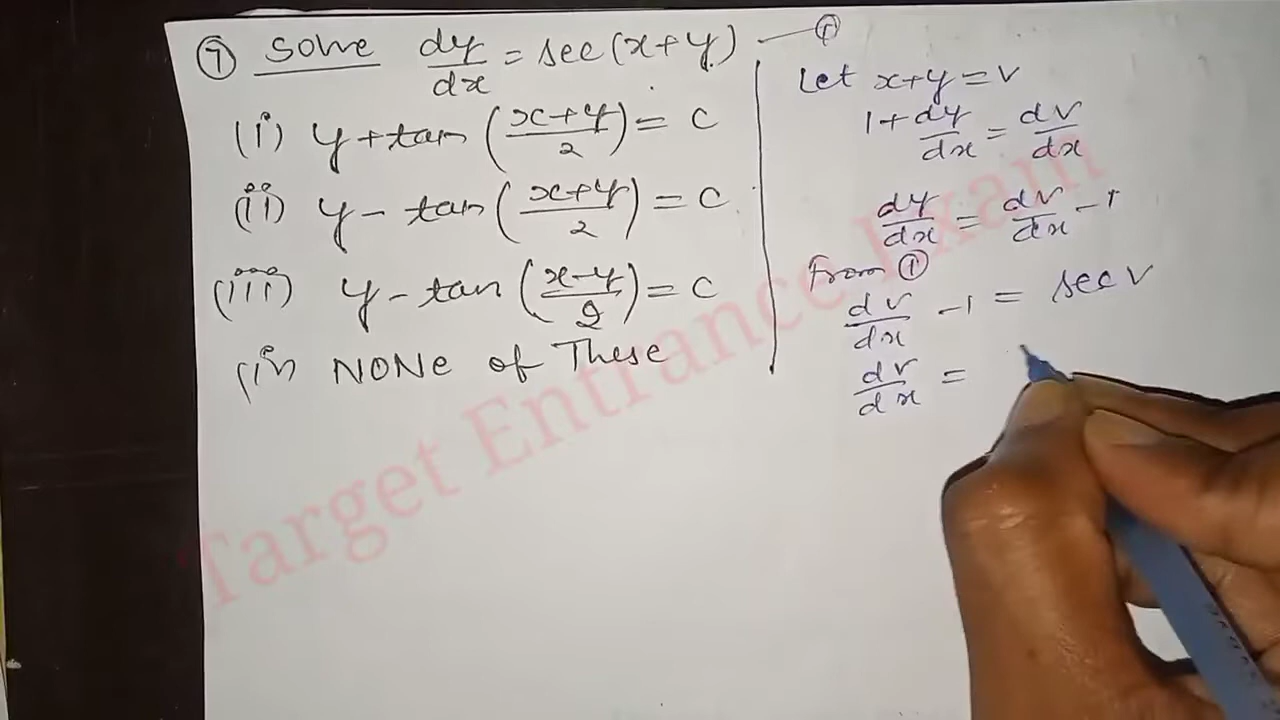 7 Solve dy/dx = sec(x+y) — 1
(i) y+tan(x+y/2) = c
(ii) y-tan(x+y/2) = c
(iii) y-tan(x-y/2) = c
(iv) NONe of These
Let x+y=v
1+dy/dx = dv/dx
dy/dx = dv/dx -1
From 1
dv/dx -1 = sec v
dv/dx =
Target Entrance Exam